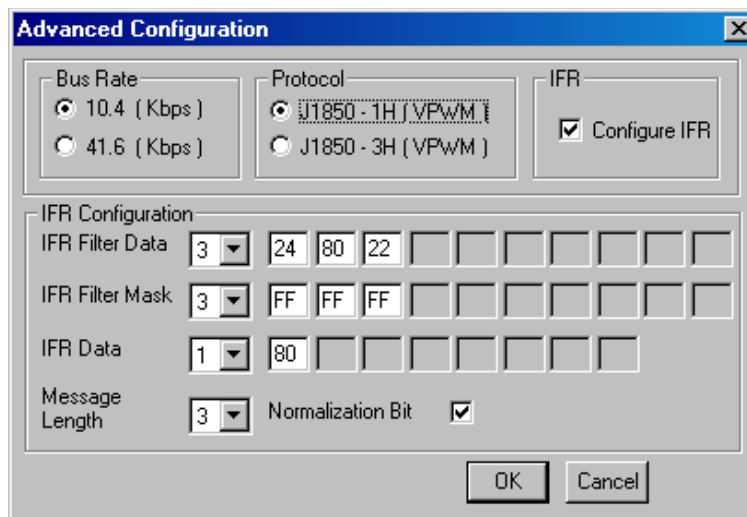 Advanced Configuration
Bus Rate
10.4 ( Kbps )
41.6 ( Kbps )
Protocol
J1850 - 1H ( VPWM )
J1850 - 3H ( VPWM )
IFR
Configure IFR
IFR Configuration
IFR Filter Data 3 24 80 22
IFR Filter Mask 3 FF FF FF
IFR Data 1 80
Message
Length 3 Normalization Bit
OK Cancel